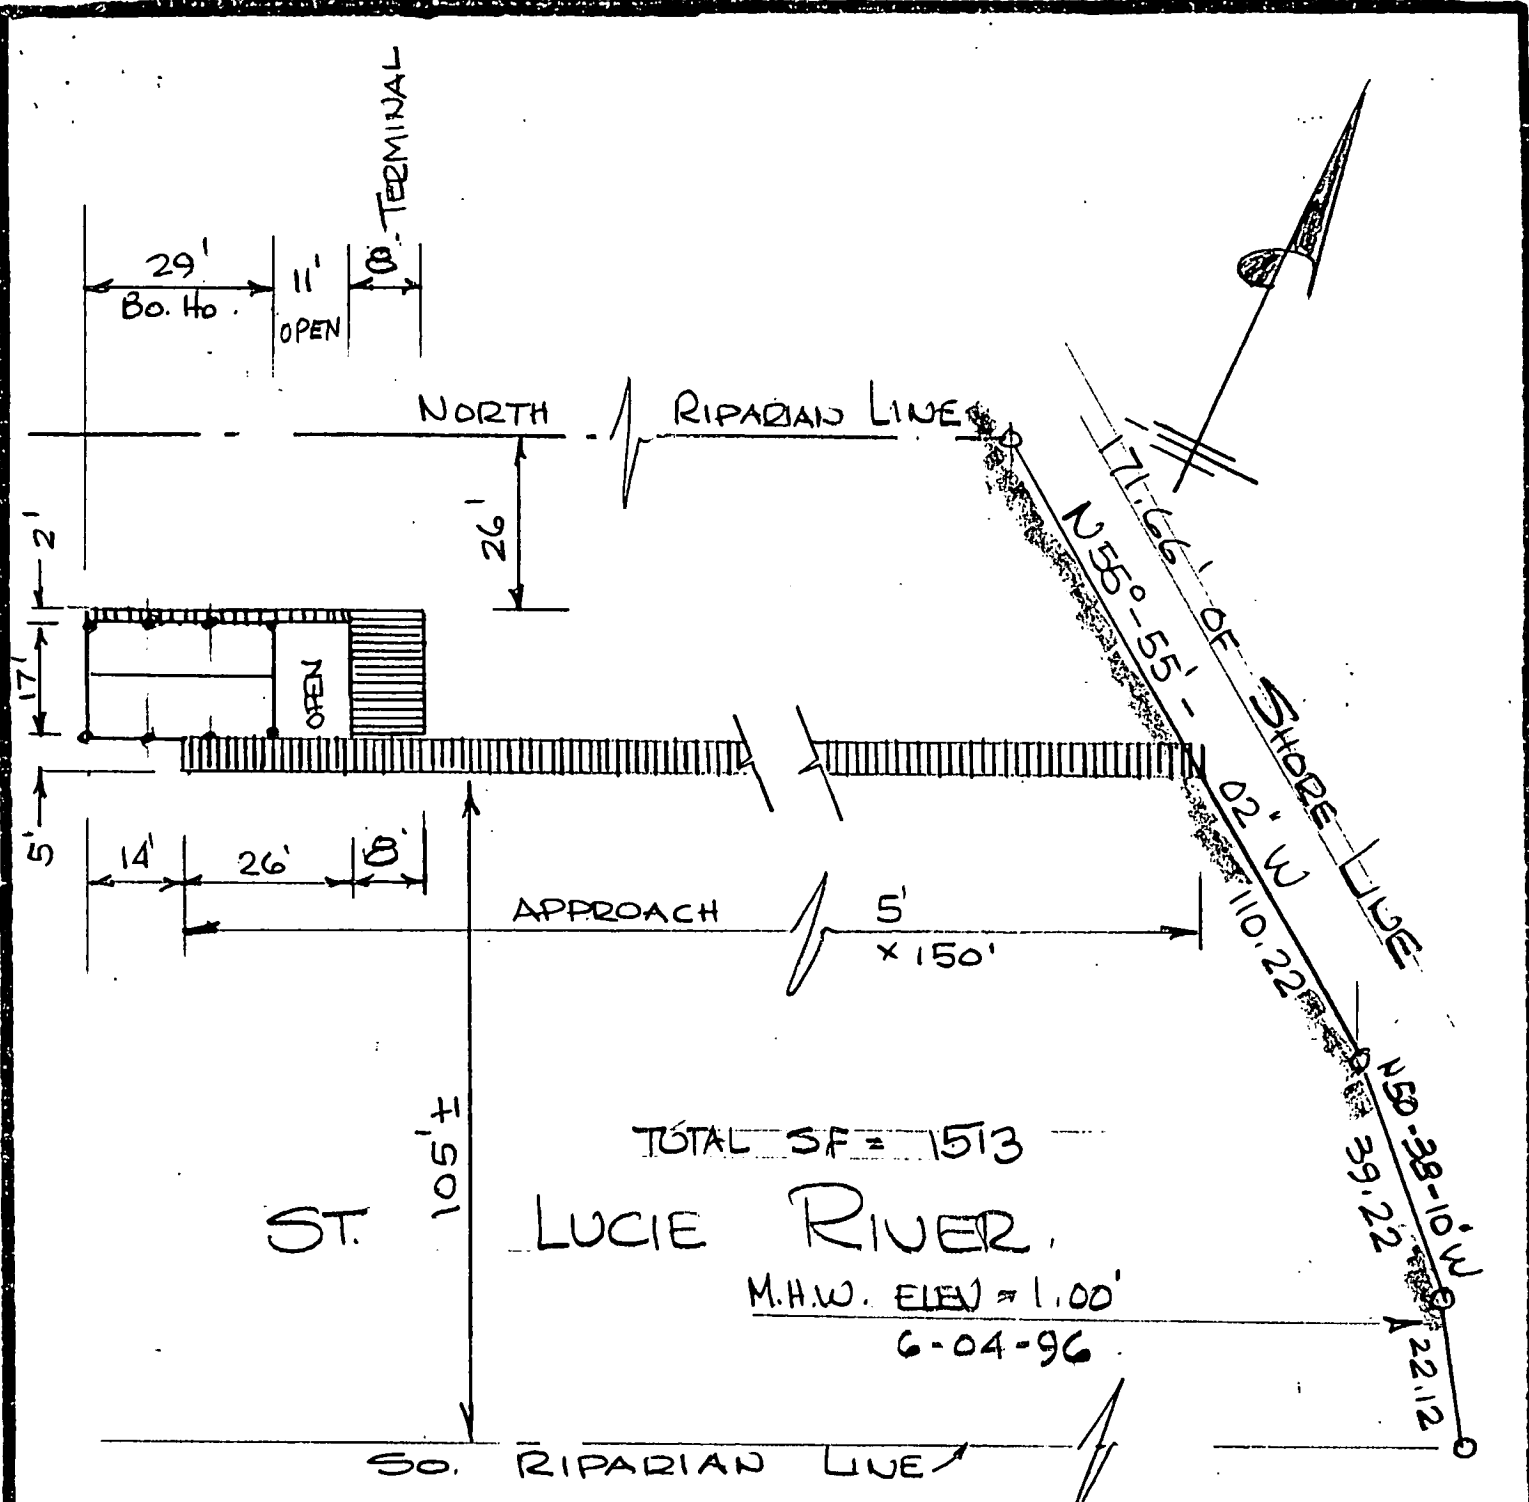 8'-TERMINAL
29'
Bo. Ho.
11'
OPEN
NORTH RIPARIAN LINE
26'
2'
17'
5'
OPEN
14'
26'
8'
APPROACH 5'
x 150'
105'±
171.66' OF SHORE LINE
N 55°-55'-02" W
110.22
N50-38-10" W
39.22
22.12
TOTAL SF = 1513
ST. LUCIE RIVER.
M.H.W. ELEV = 1.00'
6-04-96
SO. RIPARIAN LINE